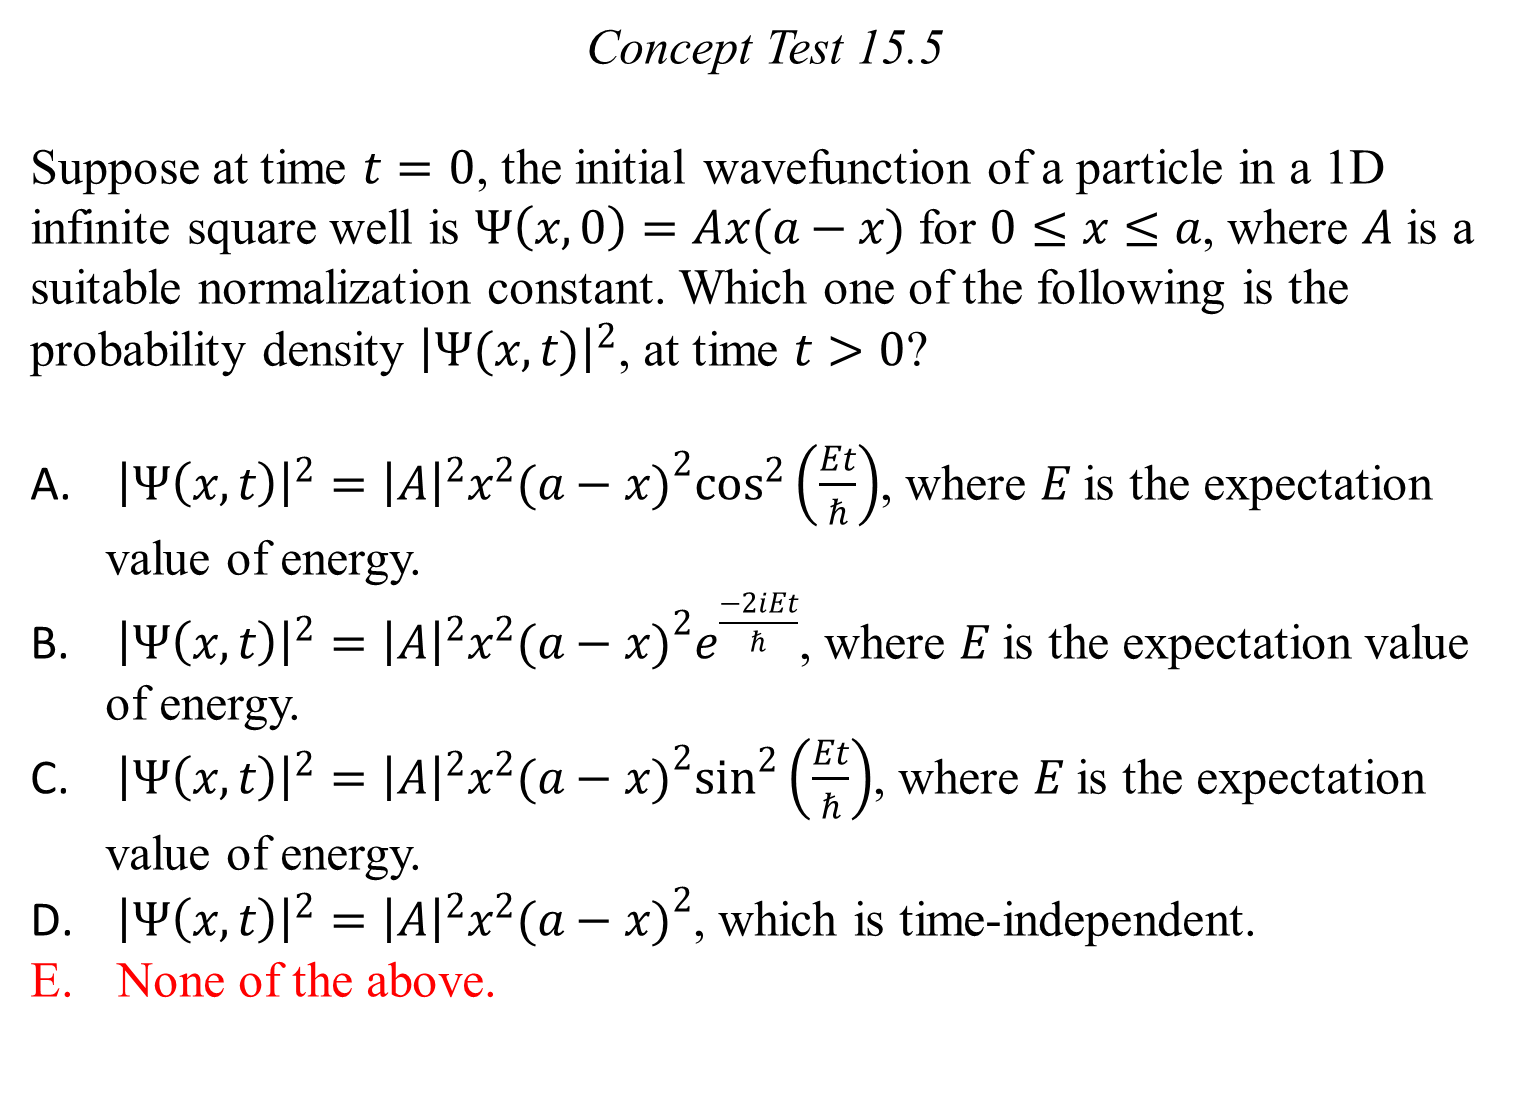 Concept Test 15.5
Suppose at time 𝑡 = 0, the initial wavefunction of a particle in a 1D
infinite square well is Ψ(𝑥, 0) = 𝐴𝑥(𝑎 − 𝑥) for 0 ≤ 𝑥 ≤ 𝑎, where 𝐴 is a
suitable normalization constant. Which one of the following is the
probability density |Ψ(𝑥, 𝑡)|², at time 𝑡 > 0?
A. |Ψ(𝑥, 𝑡)|² = |𝐴|²𝑥²(𝑎 − 𝑥)²cos²(𝐸𝑡/ℏ), where 𝐸 is the expectation
value of energy.
B. |Ψ(𝑥, 𝑡)|² = |𝐴|²𝑥²(𝑎 − 𝑥)²𝑒^(−2𝑖𝐸𝑡/ℏ), where 𝐸 is the expectation value
of energy.
C. |Ψ(𝑥, 𝑡)|² = |𝐴|²𝑥²(𝑎 − 𝑥)²sin²(𝐸𝑡/ℏ), where 𝐸 is the expectation
value of energy.
D. |Ψ(𝑥, 𝑡)|² = |𝐴|²𝑥²(𝑎 − 𝑥)², which is time-independent.
E. None of the above.